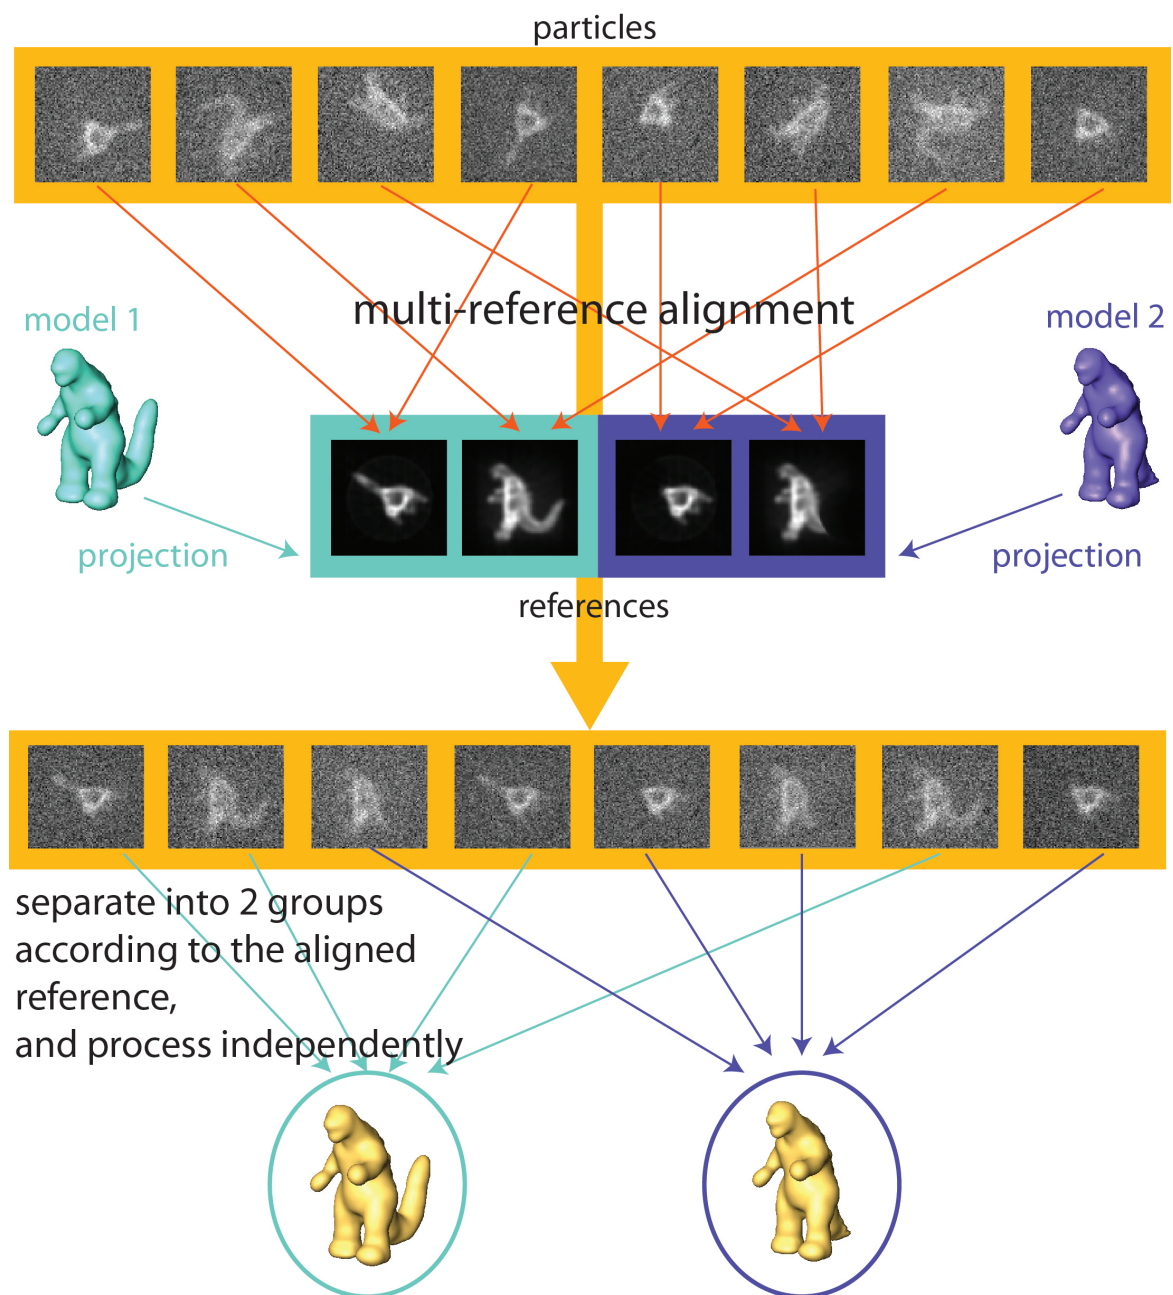 particles
multi-reference alignment
model 1
model 2
projection
projection
references
separate into 2 groups
according to the aligned
reference,
and process independently